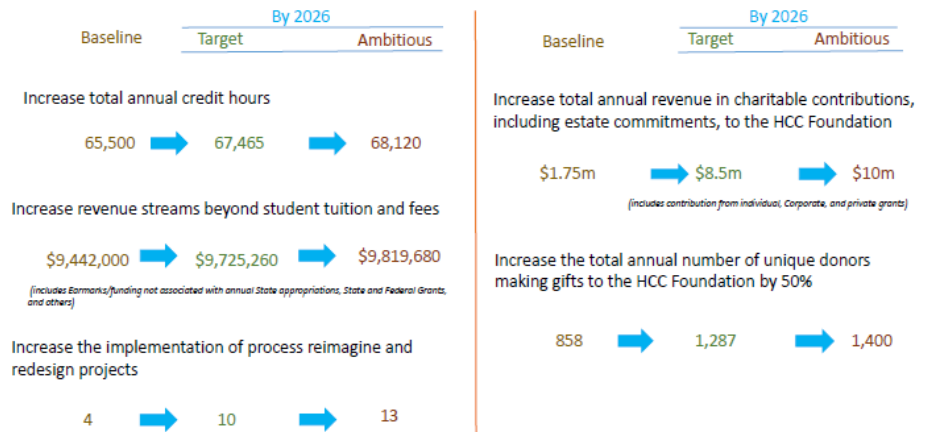 By 2026
Baseline Target Ambitious
Increase total annual credit hours
65,500 67,465 68,120
Increase revenue streams beyond student tuition and fees
$9,442,000 $9,725,260 $9,819,680
(includes Earmarks/funding not associated with annual State appropriations, State and Federal Grants,
and others)
Increase the implementation of process reimagine and
redesign projects
4 10 13
By 2026
Baseline Target Ambitious
Increase total annual revenue in charitable contributions,
including estate commitments, to the HCC Foundation
$1.75m $8.5m $10m
(includes contribution from individual, Corporate, and private grants)
Increase the total annual number of unique donors
making gifts to the HCC Foundation by 50%
858 1,287 1,400